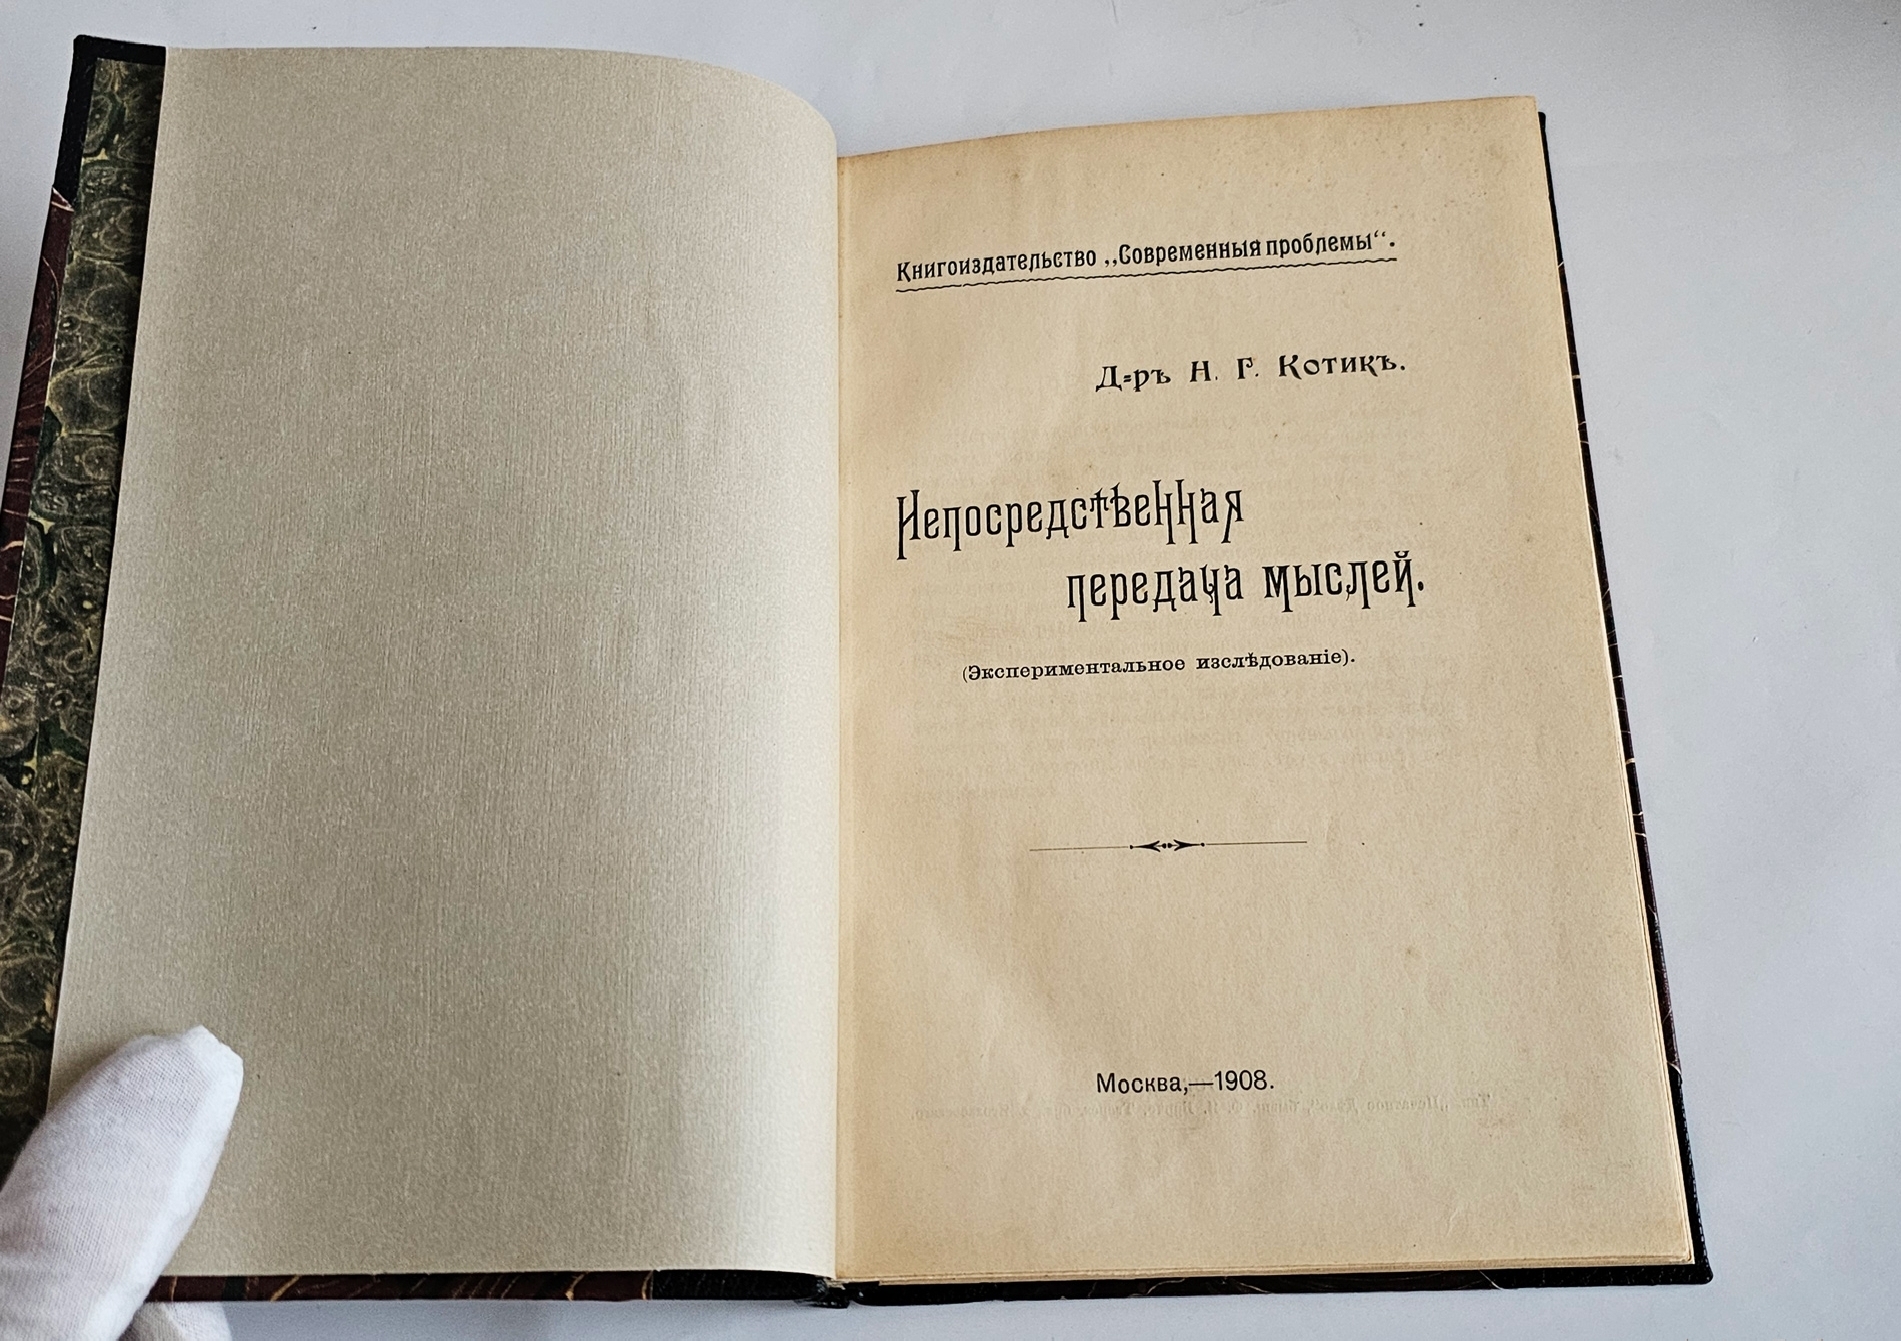 Книгоиздательство „Современныя проблемы“.
Д-ръ Н. Г. Котикъ.
Непосредственная
передача мыслей.
(Экспериментальное изслѣдованіе).
Москва,—1908.